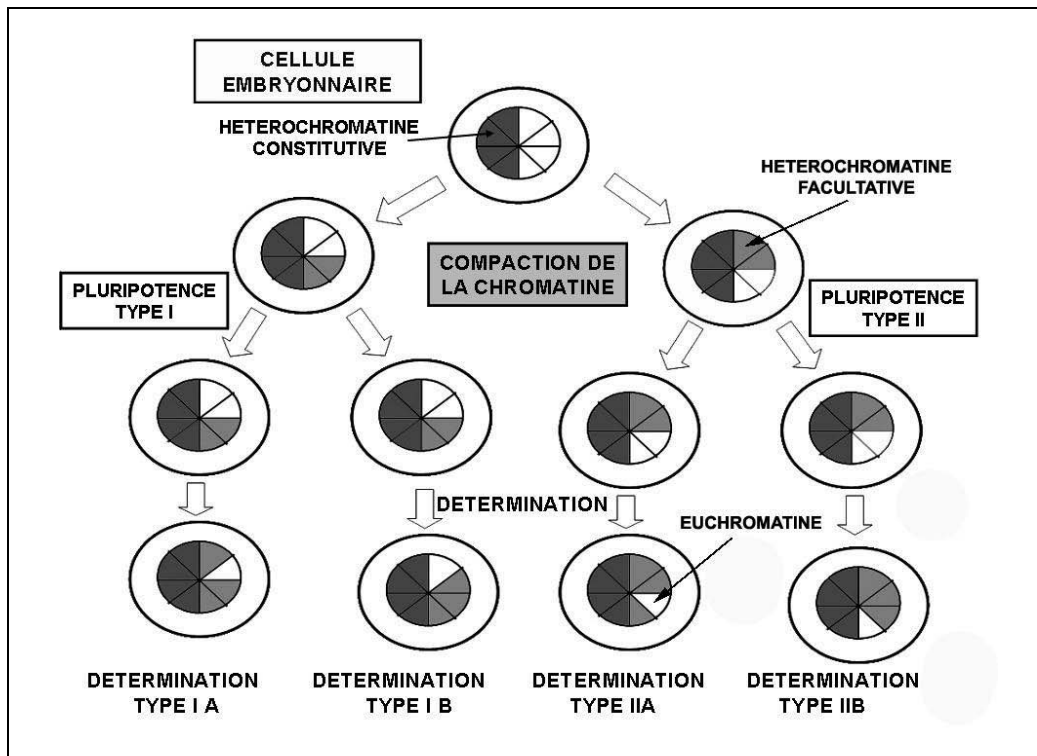 CELLULE
EMBRYONNAIRE
HETEROCHROMATINE
CONSTITUTIVE
HETEROCHROMATINE
FACULTATIVE
COMPACTION DE
LA CHROMATINE
PLURIPOTENCE
TYPE I
PLURIPOTENCE
TYPE II
DETERMINATION
EUCHROMATINE
DETERMINATION
TYPE I A
DETERMINATION
TYPE I B
DETERMINATION
TYPE IIA
DETERMINATION
TYPE IIB